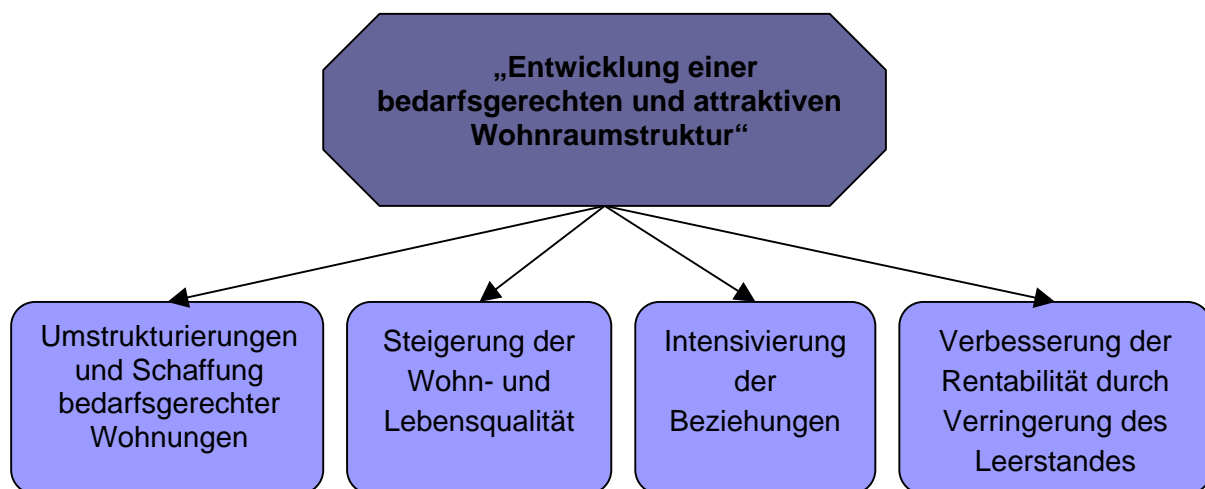 „Entwicklung einer
bedarfsgerechten und attraktiven
Wohnraumstruktur“
Umstrukturierungen
und Schaffung
bedarfsgerechter
Wohnungen
Steigerung der
Wohn- und
Lebensqualität
Intensivierung
der
Beziehungen
Verbesserung der
Rentabilität durch
Verringerung des
Leerstandes